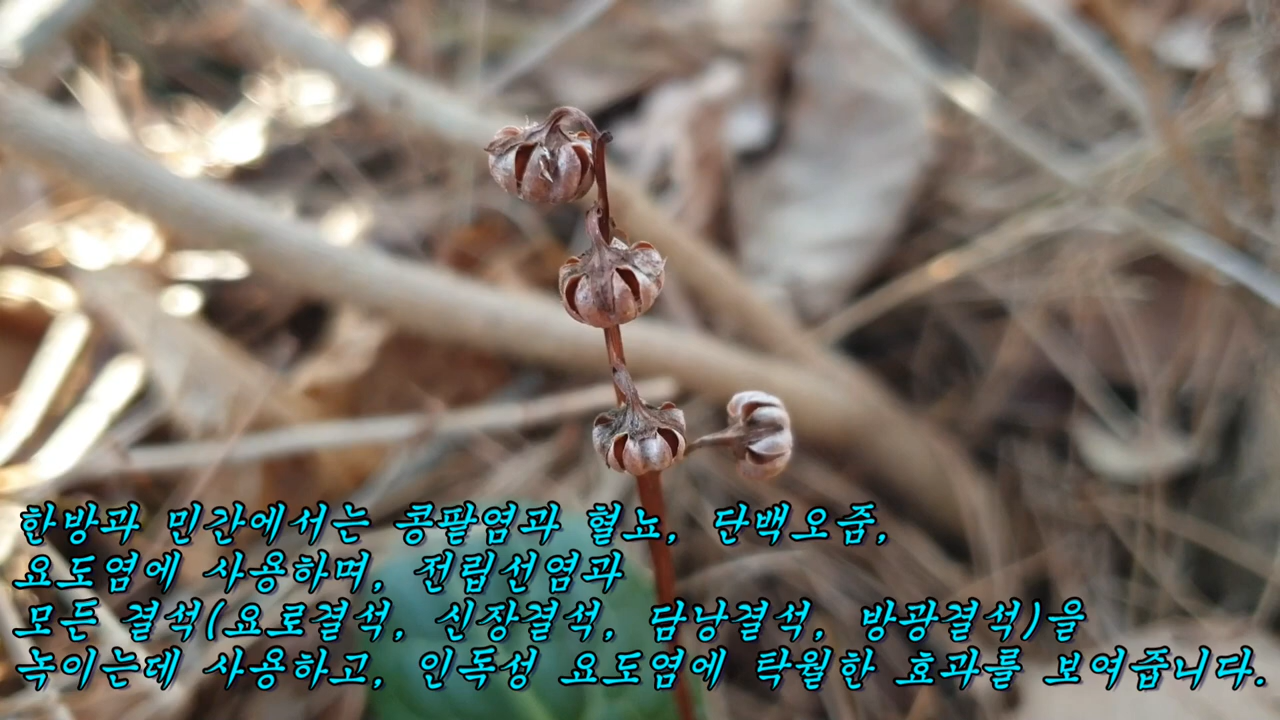 한방과 민간에서는 콩팥염과 혈뇨, 단백오줌,
요도염에 사용하며, 전립선염과
모든 결석(요로결석, 신장결석, 담낭결석, 방광결석)을
녹이는데 사용하고, 인독성 요도염에 탁월한 효과를 보여줍니다.